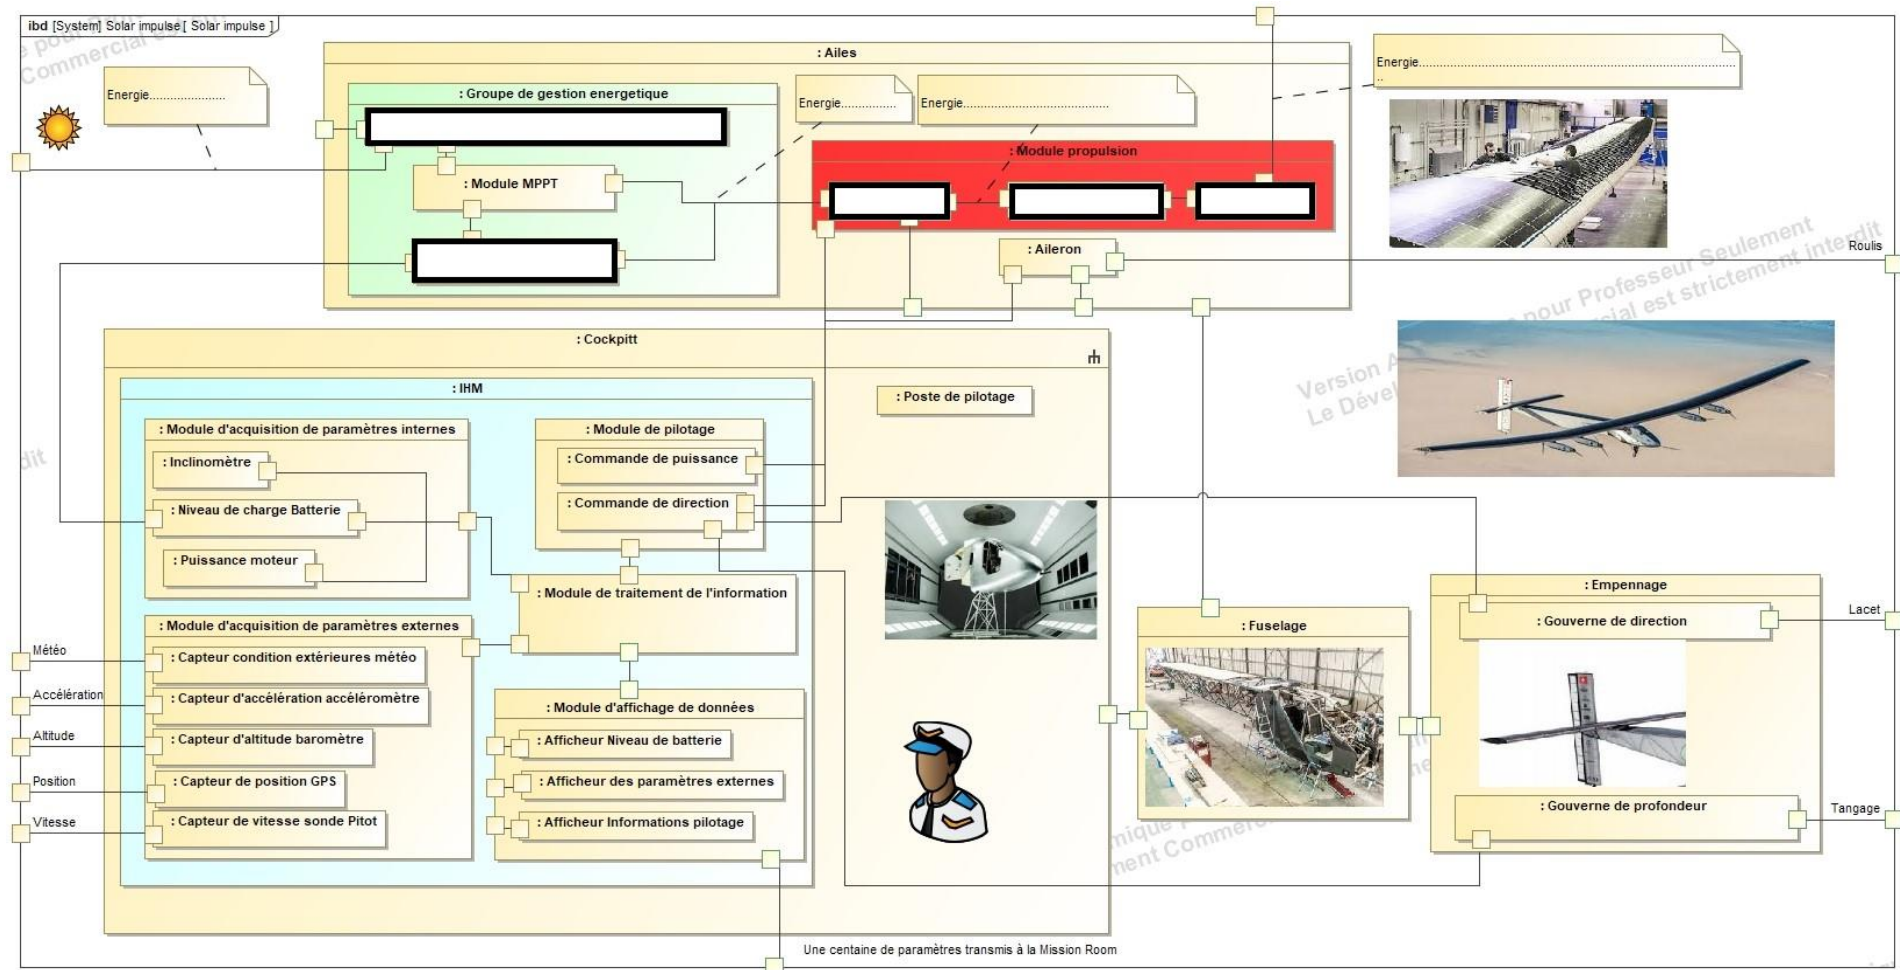 ibd [System] Solar impulse [ Solar impulse ]
: Ailes
Energie......................
: Groupe de gestion energetique
Energie...............
Energie...................................................
Energie.......................................................................................
..
: Module propulsion
: Module MPPT
: Aileron
Roulis
: Cockpitt
: IHM
: Poste de pilotage
: Module d'acquisition de paramètres internes
: Inclinomètre
: Niveau de charge Batterie
: Puissance moteur
: Module de pilotage
: Commande de puissance
: Commande de direction
: Module de traitement de l'information
: Module d'acquisition de paramètres externes
: Capteur condition extérieures météo
: Capteur d'accélération accéléromètre
: Capteur d'altitude baromètre
: Capteur de position GPS
: Capteur de vitesse sonde Pitot
Météo
Accélération
Altitude
Position
Vitesse
: Module d'affichage de données
: Afficheur Niveau de batterie
: Afficheur des paramètres externes
: Afficheur Informations pilotage
: Fuselage
: Empennage
: Gouverne de direction
Lacet
: Gouverne de profondeur
Tangage
Une centaine de paramètres transmis à la Mission Room
pour Professeur Seulement
est strictement interdit
Version
Le Dével
Commercial est